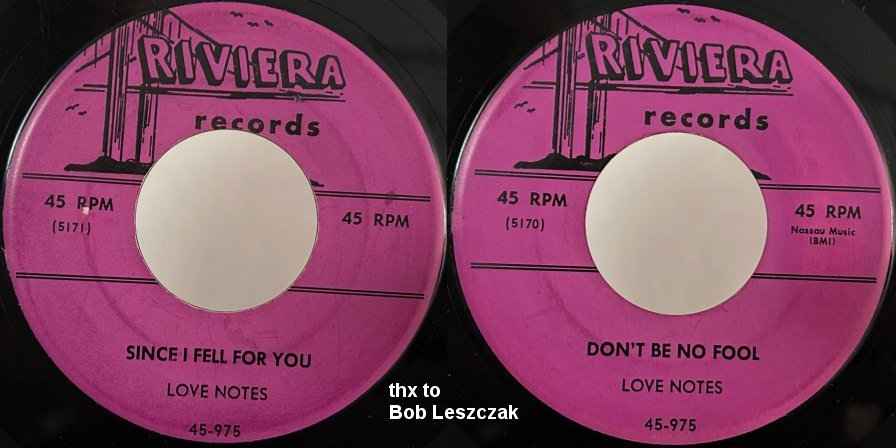 RIVIERA
records
45 RPM
(5171)
45 RPM
SINCE I FELL FOR YOU
LOVE NOTES
45-975
RIVIERA
records
45 RPM
(5170)
45 RPM
Nassau Music
(BMI)
DON'T BE NO FOOL
LOVE NOTES
45-975
thx to
Bob Leszczak